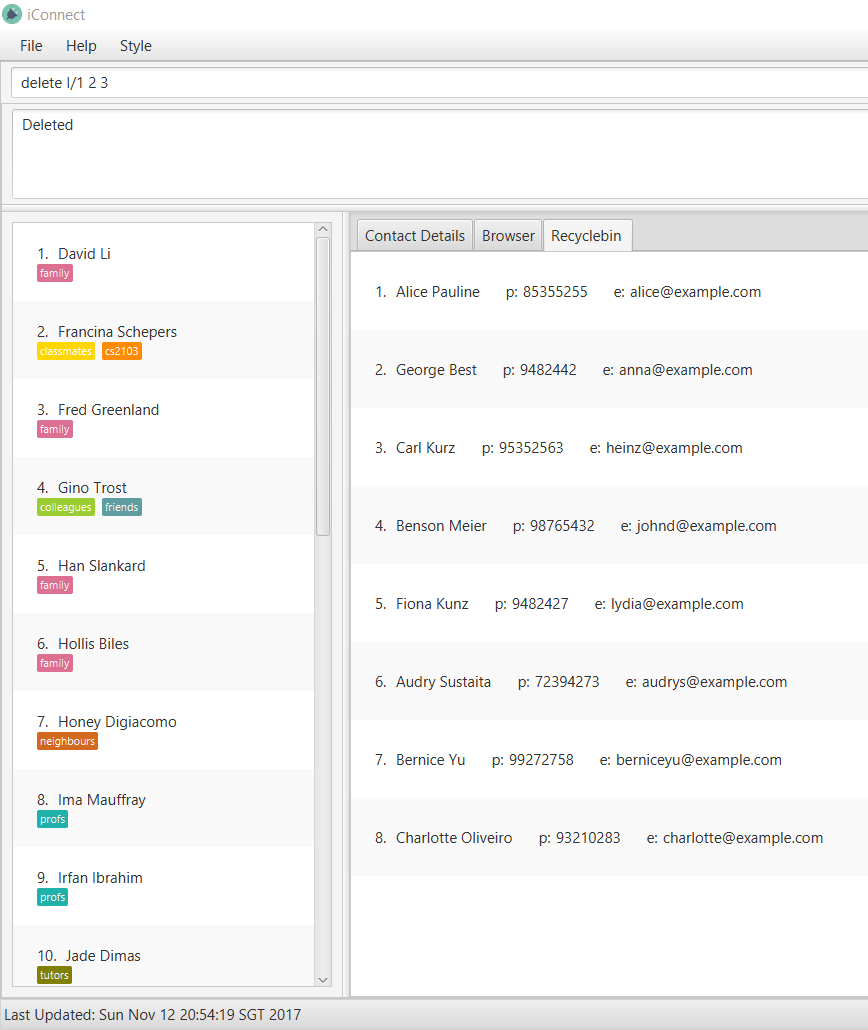 iConnect
File Help Style
delete I/1 2 3
Deleted
1. David Li
family
2. Francina Schepers
classmates cs2103
3. Fred Greenland
family
4. Gino Trost
colleagues friends
5. Han Slankard
family
6. Hollis Biles
family
7. Honey Digiacomo
neighbours
8. Ima Mauffray
profs
9. Irfan Ibrahim
profs
10. Jade Dimas
tutors
Contact Details Browser Recyclebin
1. Alice Pauline p: 85355255 e: alice@example.com
2. George Best p: 9482442 e: anna@example.com
3. Carl Kurz p: 95352563 e: heinz@example.com
4. Benson Meier p: 98765432 e: johnd@example.com
5. Fiona Kunz p: 9482427 e: lydia@example.com
6. Audry Sustaita p: 72394273 e: audrys@example.com
7. Bernice Yu p: 99272758 e: berniceyu@example.com
8. Charlotte Oliveiro p: 93210283 e: charlotte@example.com
Last Updated: Sun Nov 12 20:54:19 SGT 2017